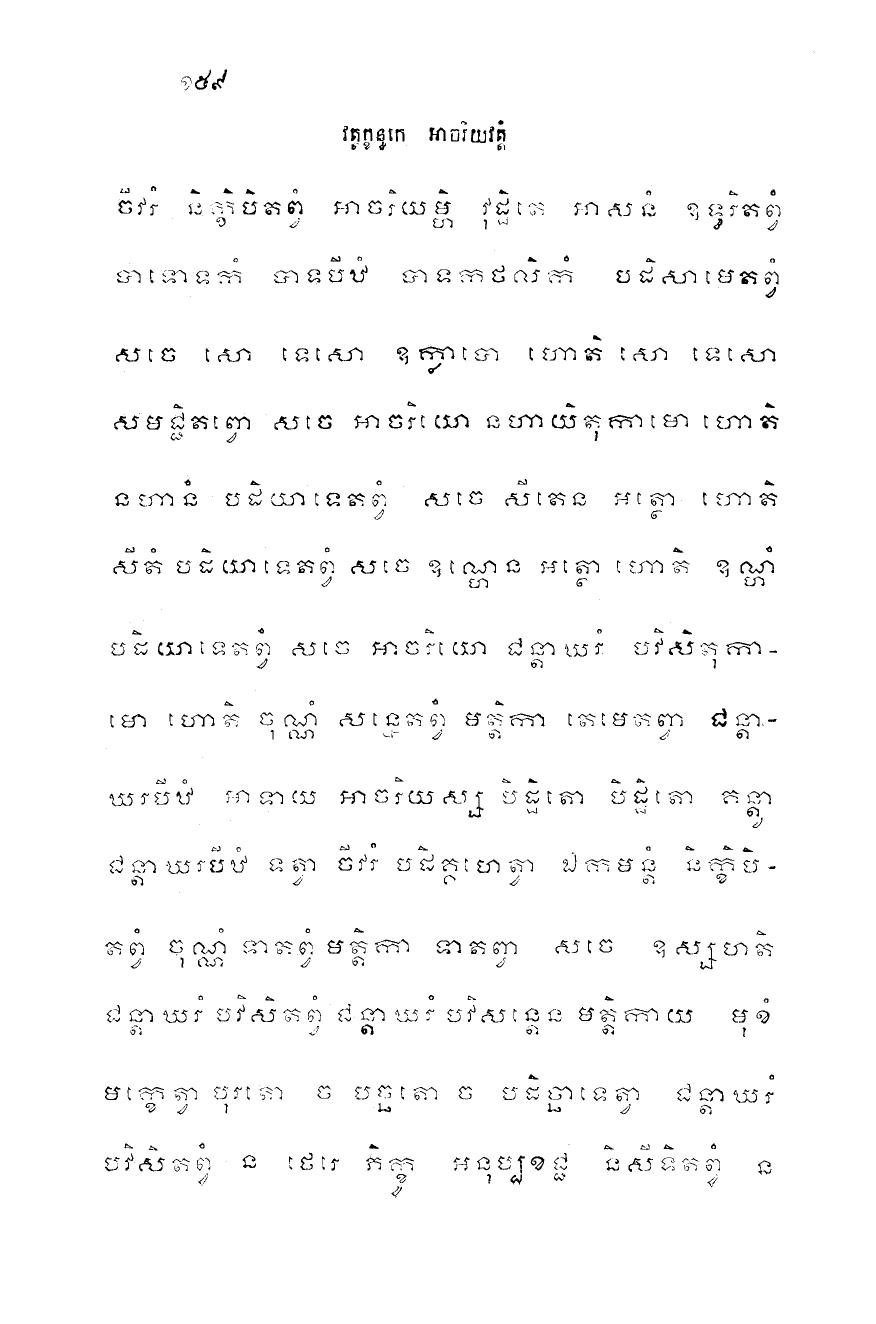 ១៥៩
វត្តក្ខន្ធកេ អាចរិយវត្តំ
ចីវរំ និក្ខិបិតព្វំ អាចរិយម្ហិ វុដ្ឋិតេ អាសនំ ឧទ្ធរិតព្វំ
បាទោទកំ បាទបីឋំ បាទកថលិកំ បដិសាមេតព្វំ
សចេ សោ ទេសោ ឧក្លាបោ ហោតិ សោ ទេសោ
សមជ្ជិតព្វោ សចេ អាចរិយោ នហាយិតុកាមោ ហោតិ
នហានំ បដិយាទេតព្វំ សចេ សីតេន អត្ថោ ហោតិ
សីតំ បដិយាទេតព្វំ សចេ ឧណ្ហេន អត្ថោ ហោតិ ឧណ្ហំ
បដិយាទេតព្វំ សចេ អាចរិយោ ជន្តាឃរំ បវិសិតុកា-
មោ ហោតិ ចុណ្ណំ សន្នេតព្វំ មត្តិកា តេមេតព្វា ជន្តា-
ឃរបីឋំ អាទាយ អាចរិយស្ស បិដ្ឋិតោ បិដ្ឋិតោ គន្ត្វា
ជន្តាឃរបីឋំ ទត្វា ចីវរំ បដិគ្គហេត្វា ឯកមន្តំ និក្ខិបិ-
តព្វំ ចុណ្ណំ ទាតព្វំ មត្តិកា ទាតព្វា សចេ ឧស្សហតិ
ជន្តាឃរំ បវិសិតព្វំ ជន្តាឃរំ បវិសន្តេន មត្តិកាយ មុខំ
មក្ខេត្វា បុរតោ ច បច្ឆតោ ច បដិច្ឆាទេត្វា ជន្តាឃរំ
បវិសិតព្វំ ន ថេរេ ភិក្ខូ អនុប្បខជ្ជ និសីទិតព្វំ ន